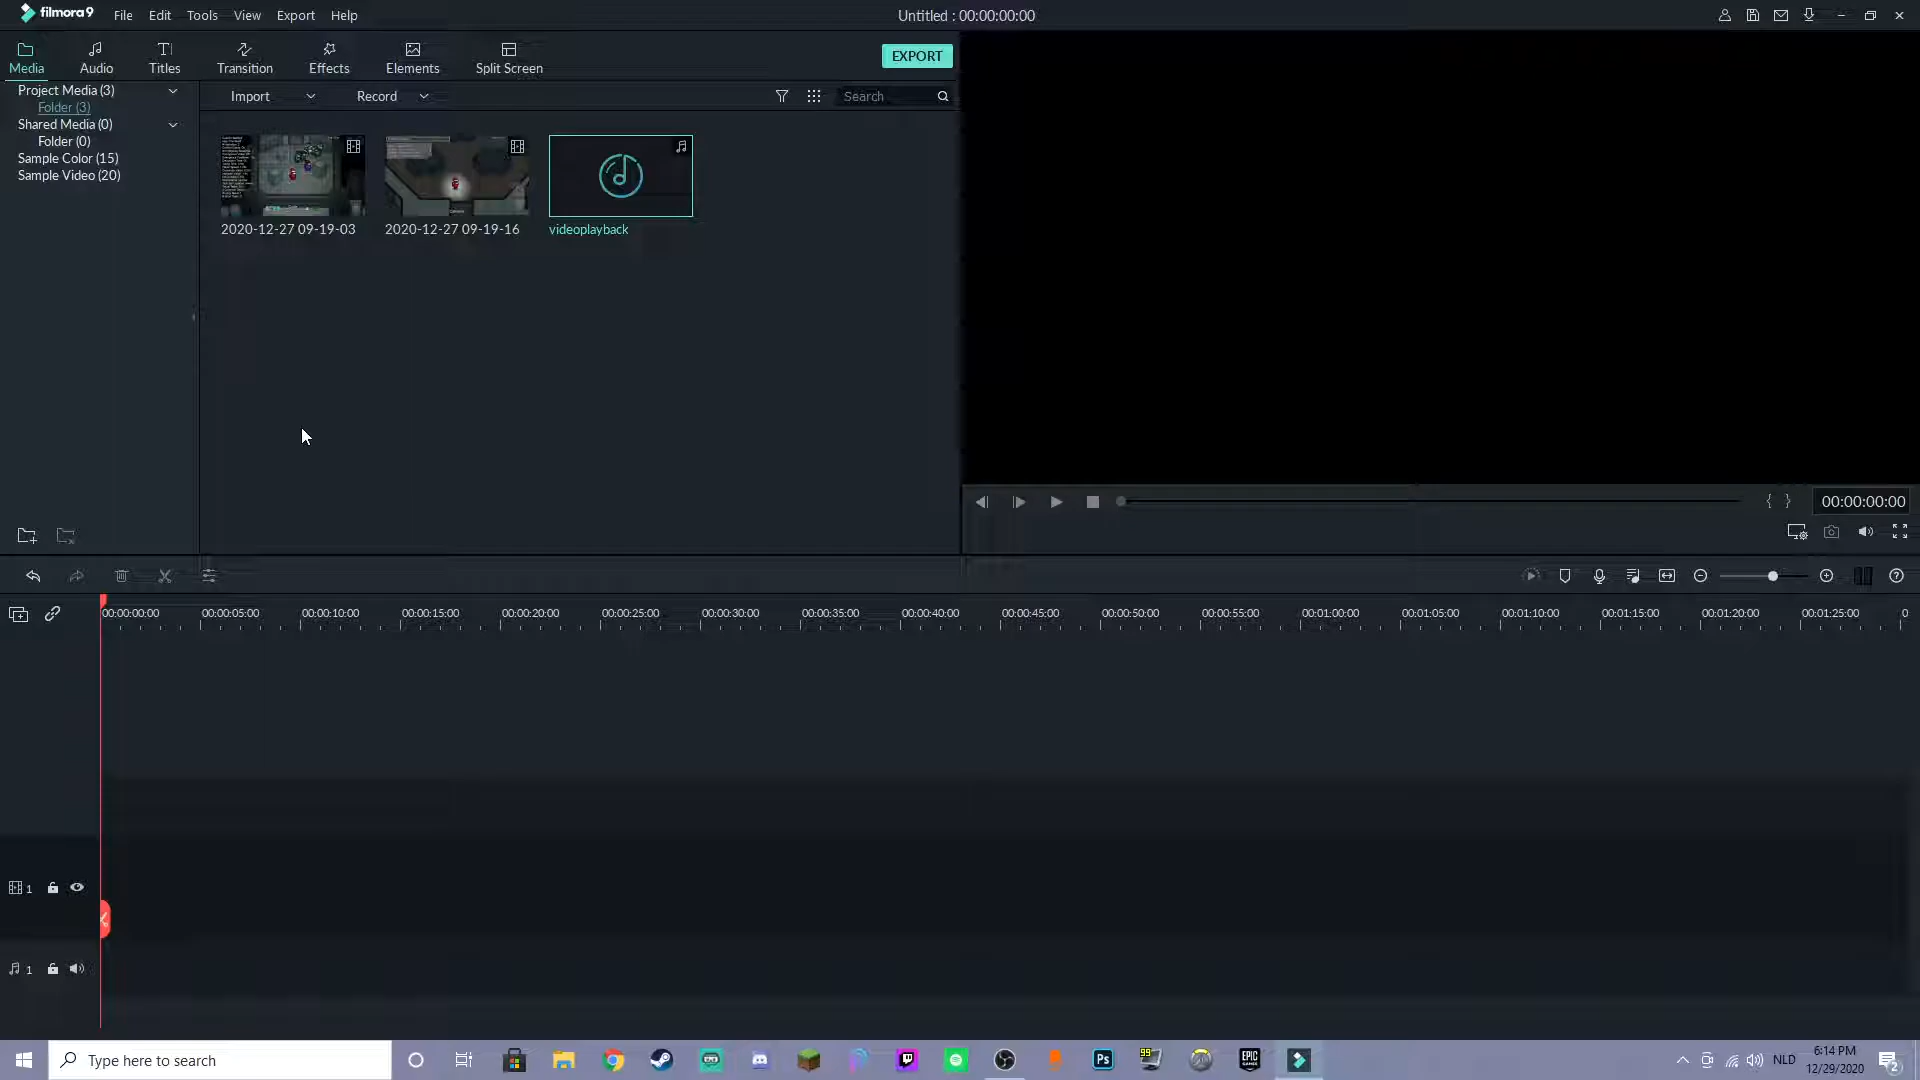 filmora9 File Edit Tools View Export Help Untitled : 00:00:00:00
Media Audio Titles Transition Effects Elements Split Screen EXPORT
Project Media (3)
Folder (3)
Shared Media (0)
Folder (0)
Sample Color (15)
Sample Video (20)
Import Record Search
2020-12-27 09-19-03 2020-12-27 09-19-16 videoplayback
{ } 00:00:00:00
00:00:00:00 00:00:05:00 00:00:10:00 00:00:15:00 00:00:20:00 00:00:25:00 00:00:30:00 00:00:35:00 00:00:40:00 00:00:45:00 00:00:50:00 00:00:55:00 00:01:00:00 00:01:05:00 00:01:10:00 00:01:15:00 00:01:20:00 00:01:25:00 0
1
1
Type here to search
Ps
99
EPIC GAMES
NLD
6:14 PM
12/29/2020
2